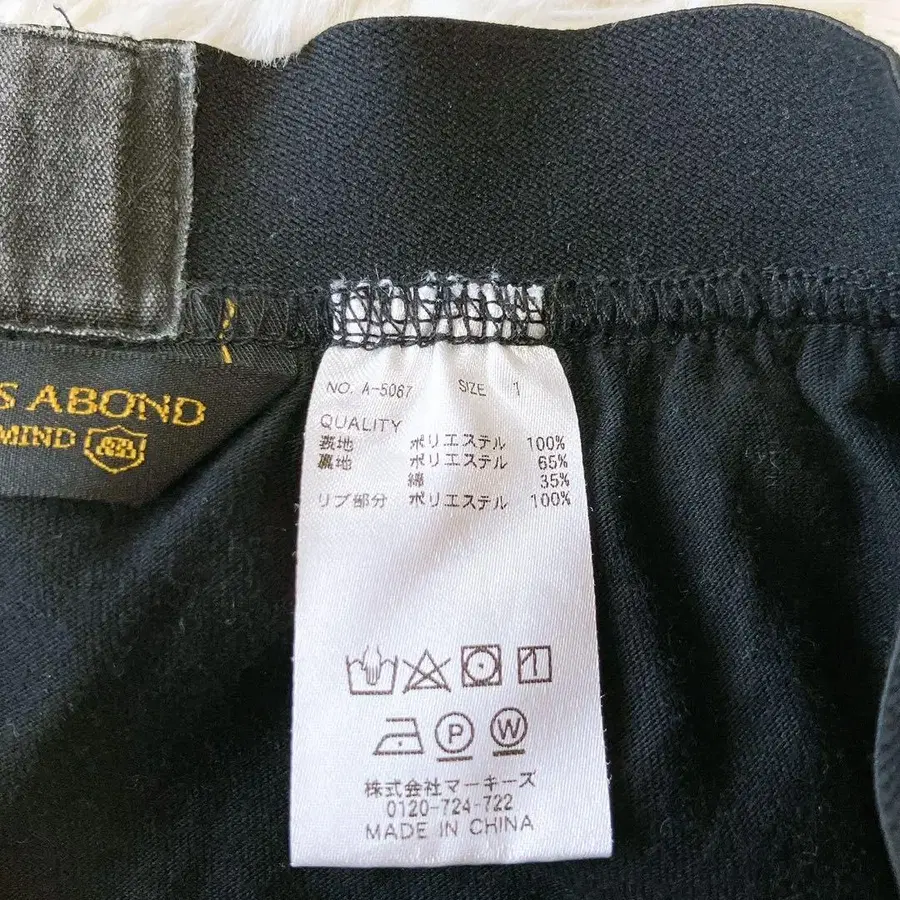 S ABOND
MIND
NO. A-5087 SIZE 1
QUALITY
表地 ポリエステル 100%
裏地 ポリエステル 65%
綿 35%
リブ部分 ポリエステル 100%
P W
株式会社マーキーズ
0120-724-722
MADE IN CHINA